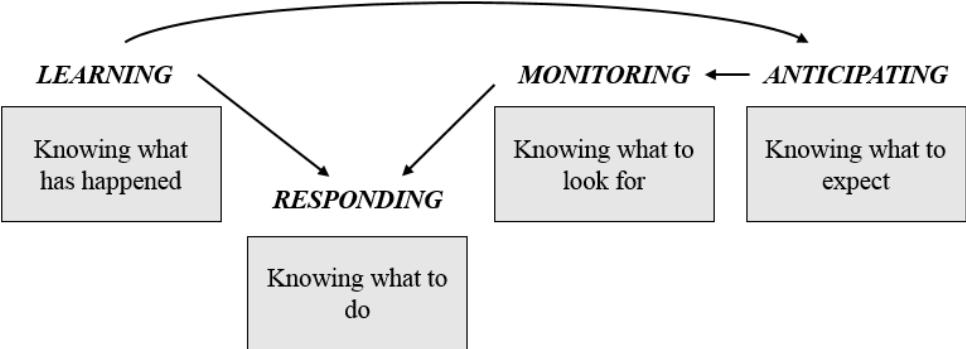 LEARNING
MONITORING
ANTICIPATING
Knowing what
has happened
Knowing what to
look for
Knowing what to
expect
RESPONDING
Knowing what to
do